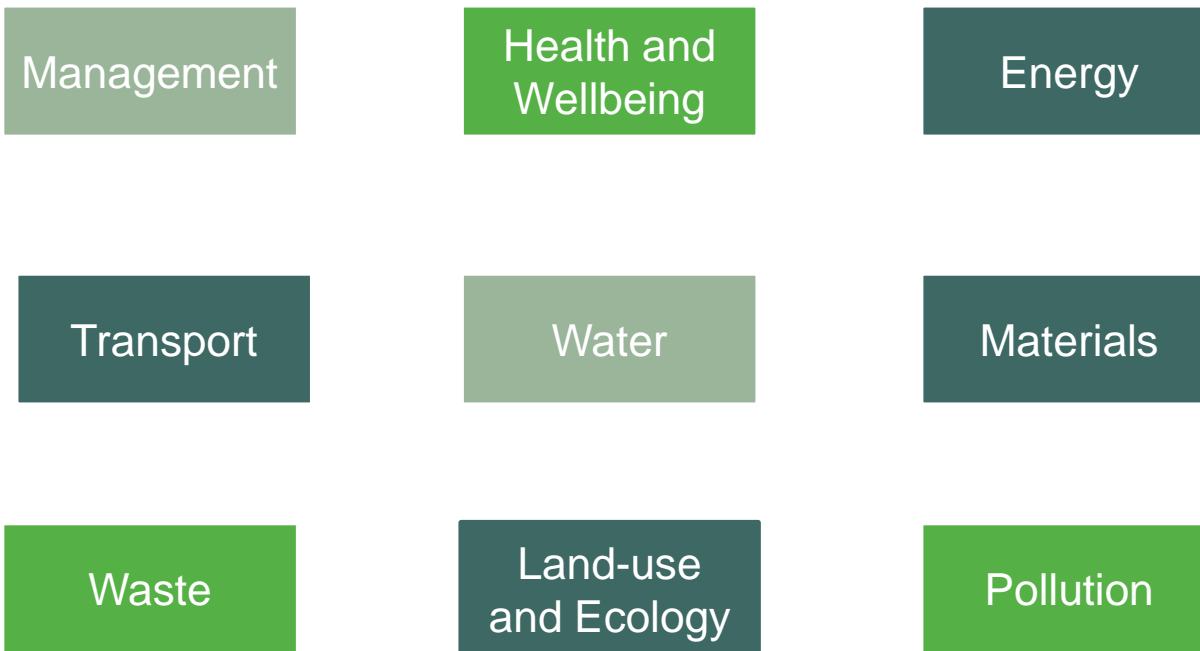 Management
Health and
Wellbeing
Energy
Transport
Water
Materials
Waste
Land-use
and Ecology
Pollution